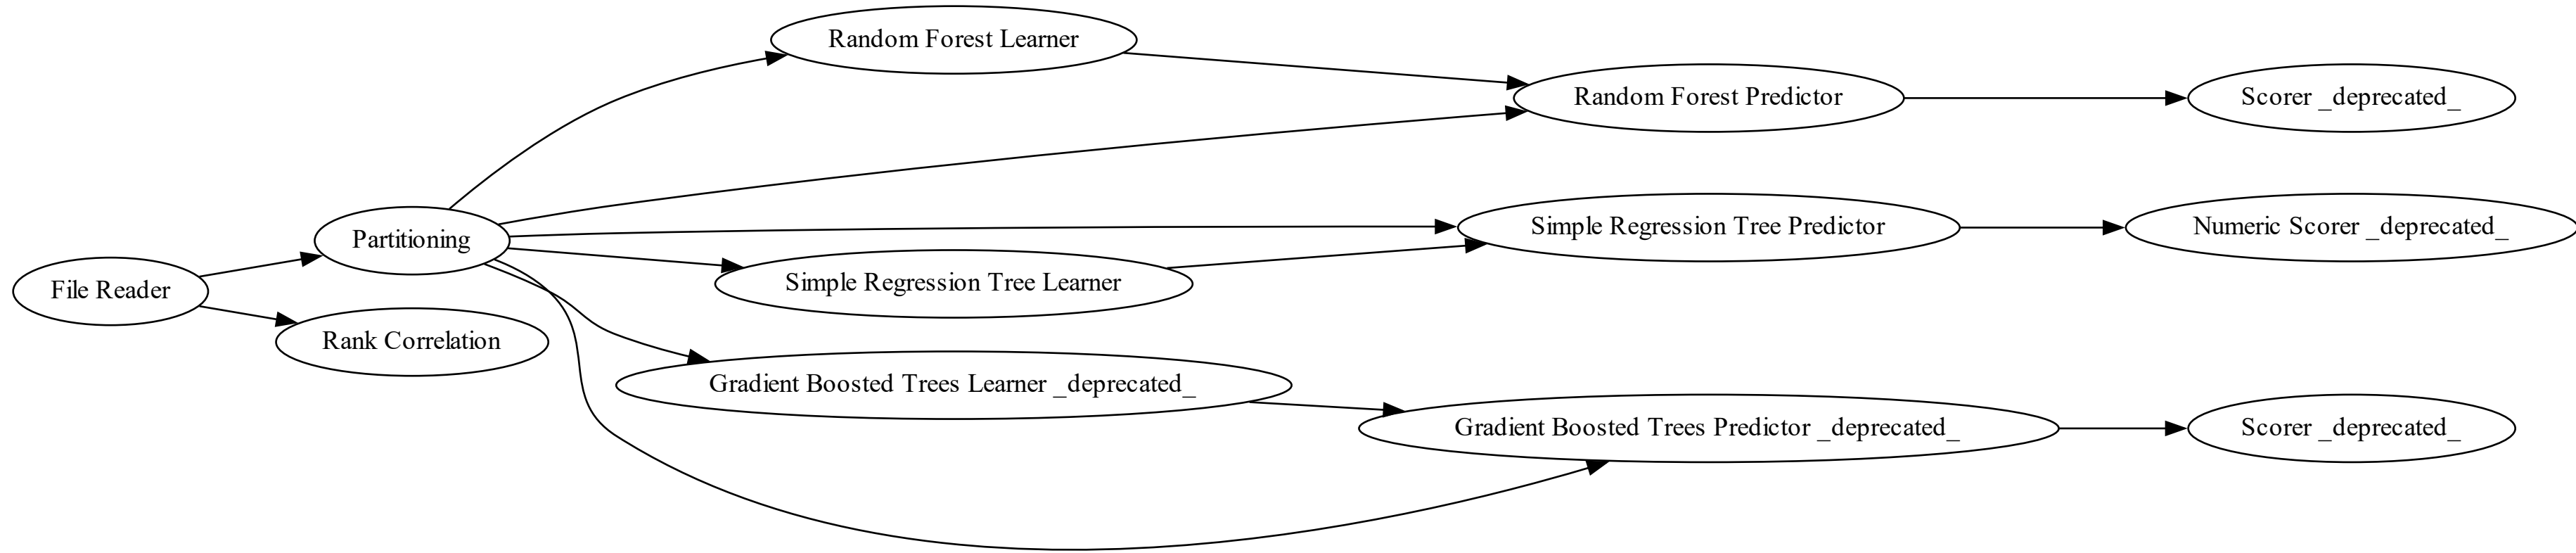 Random Forest Learner
Random Forest Predictor
Scorer _deprecated_
Partitioning
Simple Regression Tree Predictor
Numeric Scorer _deprecated_
File Reader
Simple Regression Tree Learner
Rank Correlation
Gradient Boosted Trees Learner _deprecated_
Gradient Boosted Trees Predictor _deprecated_
Scorer _deprecated_